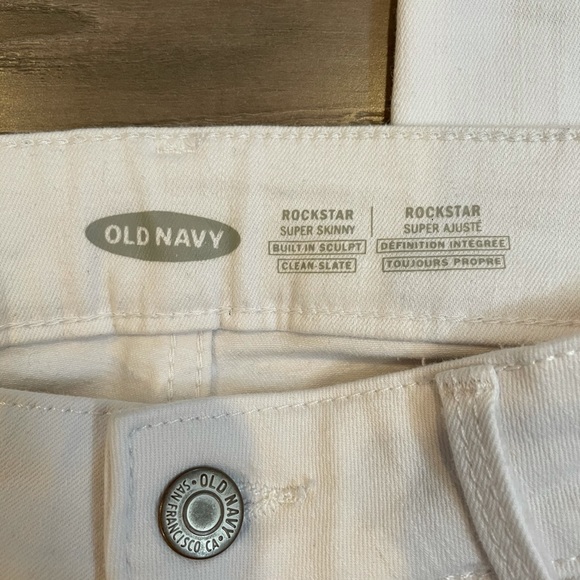 OLD NAVY
ROCKSTAR
SUPER SKINNY
BUILT-IN SCULPT
CLEAN-SLATE
ROCKSTAR
SUPER AJUSTÉ
DÉFINITION INTÉGRÉE
TOUJOURS PROPRE
OLD NAVY
SAN FRANCISCO CA